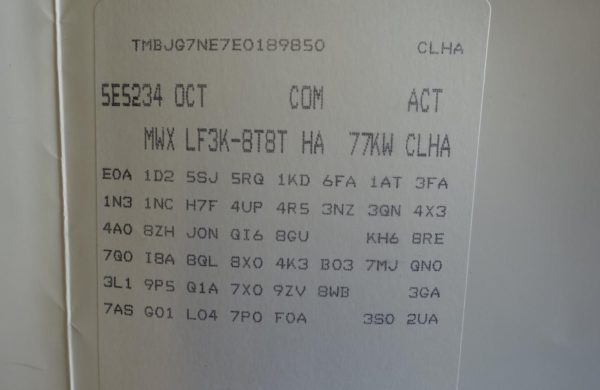 TMBJG7NE7E0189850 CLHA
5E5234 OCT COM ACT
MWX LF3K-8T8T HA 77KW CLHA
E0A 1D2 5SJ 5RQ 1KD 6FA 1AT 3FA
1N3 1NC H7F 4UP 4R5 3NZ 3QN 4X3
4A0 8ZH J0N QI6 8GU KH6 8RE
7Q0 I8A 8QL 8X0 4K3 B03 7MJ QN0
3L1 9P5 Q1A 7X0 9ZV 8WB 3GA
7AS G01 L04 7P0 F0A 3S0 2UA